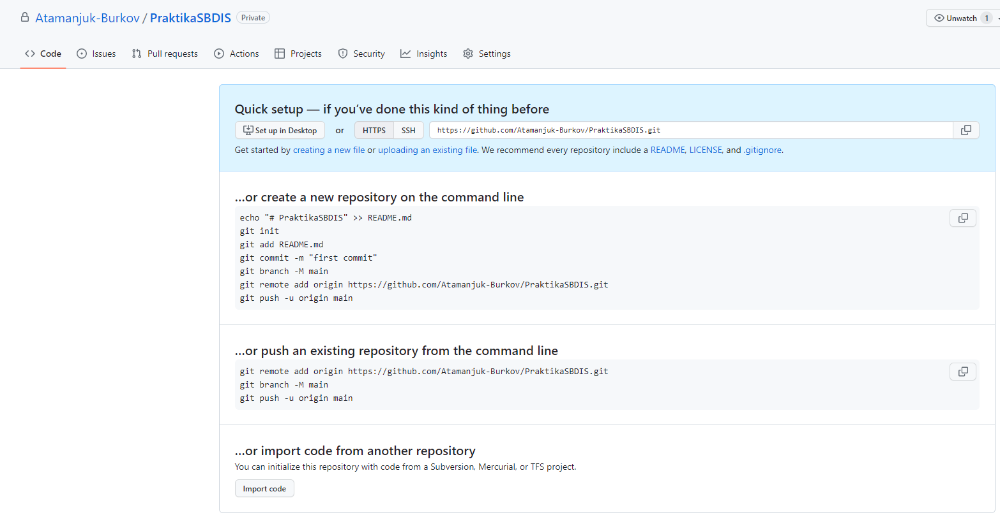 Atamanjuk-Burkov / PraktikaSBDIS Private
Unwatch 1
Code Issues Pull requests Actions Projects Security Insights Settings
Quick setup — if you've done this kind of thing before
Set up in Desktop or HTTPS SSH https://github.com/Atamanjuk-Burkov/PraktikaSBDIS.git
Get started by creating a new file or uploading an existing file. We recommend every repository include a README, LICENSE, and .gitignore.
…or create a new repository on the command line
echo "# PraktikaSBDIS" >> README.md
git init
git add README.md
git commit -m "first commit"
git branch -M main
git remote add origin https://github.com/Atamanjuk-Burkov/PraktikaSBDIS.git
git push -u origin main
…or push an existing repository from the command line
git remote add origin https://github.com/Atamanjuk-Burkov/PraktikaSBDIS.git
git branch -M main
git push -u origin main
…or import code from another repository
You can initialize this repository with code from a Subversion, Mercurial, or TFS project.
Import code